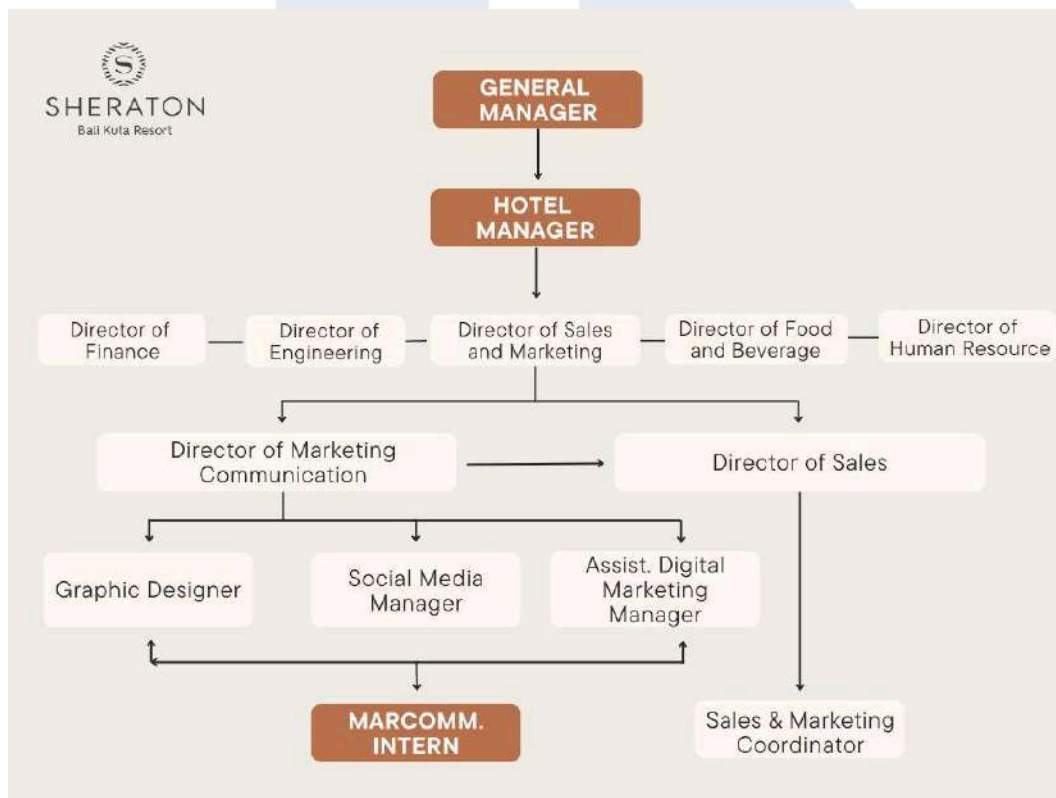 S
SHERATON
Bali Kuta Resort
GENERAL
MANAGER
HOTEL
MANAGER
Director of
Finance
Director of
Engineering
Director of Sales
and Marketing
Director of Food
and Beverage
Director of
Human Resource
Director of Marketing
Communication
Director of Sales
Graphic Designer
Social Media
Manager
Assist. Digital
Marketing
Manager
MARCOMM.
INTERN
Sales & Marketing
Coordinator